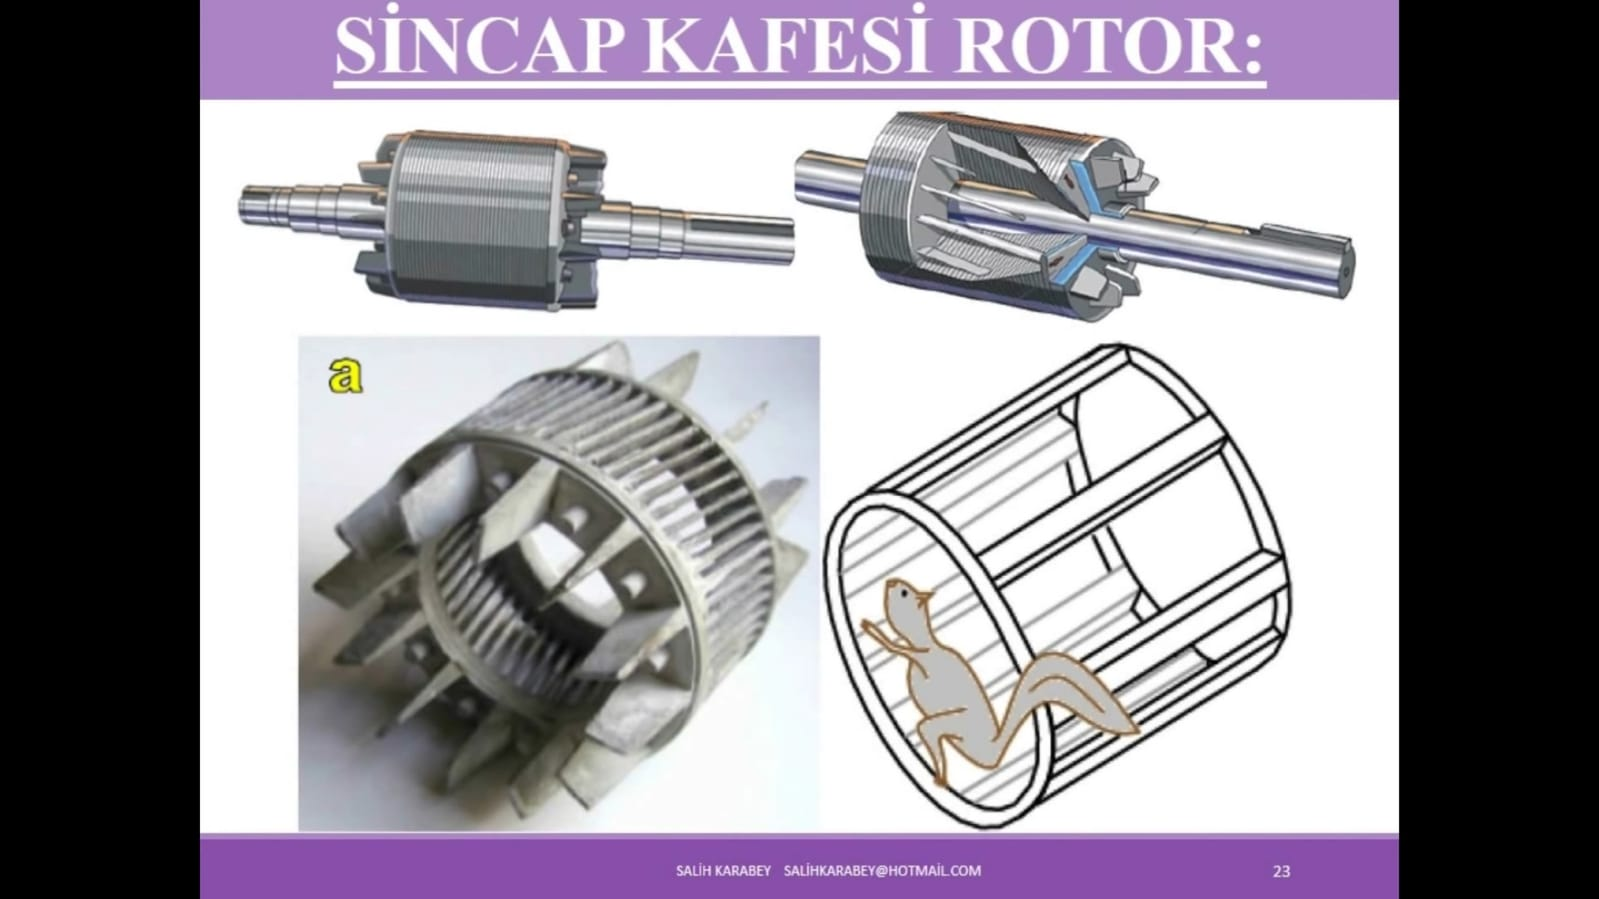 SİNCAP KAFESİ ROTOR:
a
SALİH KARABEY SALİHKARABEY@HOTMAİL.COM
23